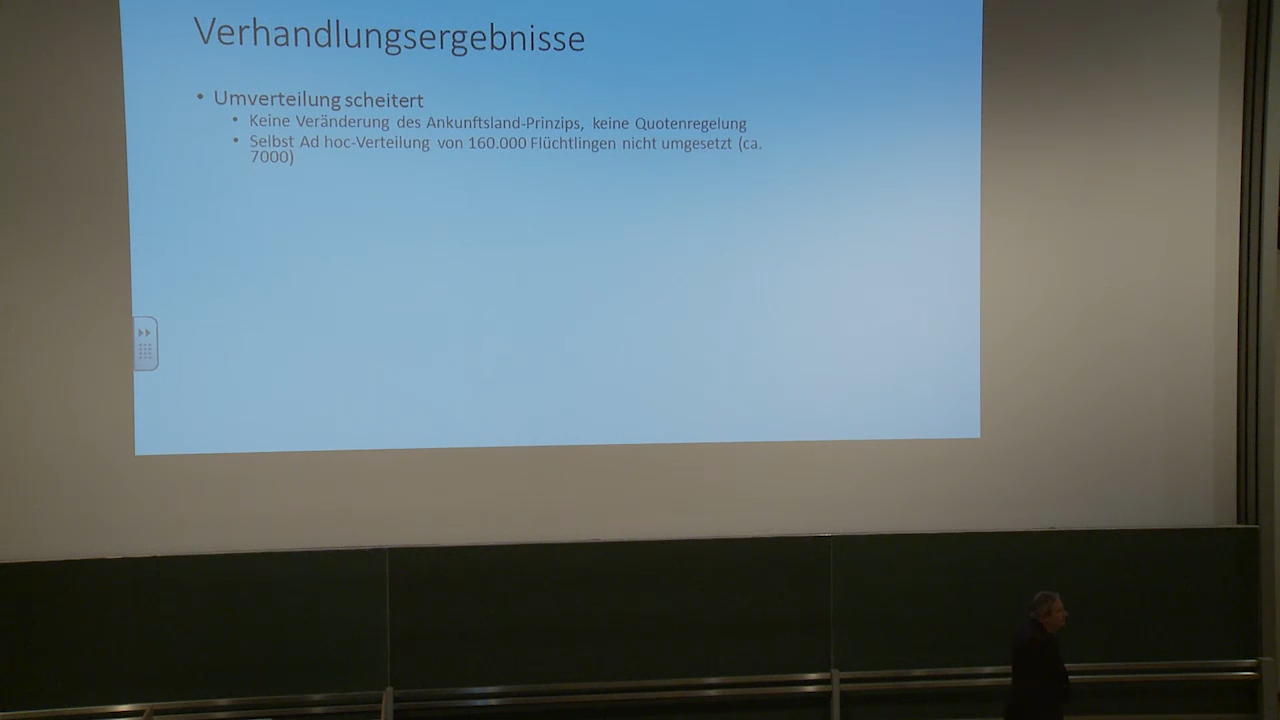 Verhandlungsergebnisse
• Umverteilung scheitert
• Keine Veränderung des Ankunftsland-Prinzips, keine Quotenregelung
• Selbst Ad hoc-Verteilung von 160.000 Flüchtlingen nicht umgesetzt (ca.
7000)